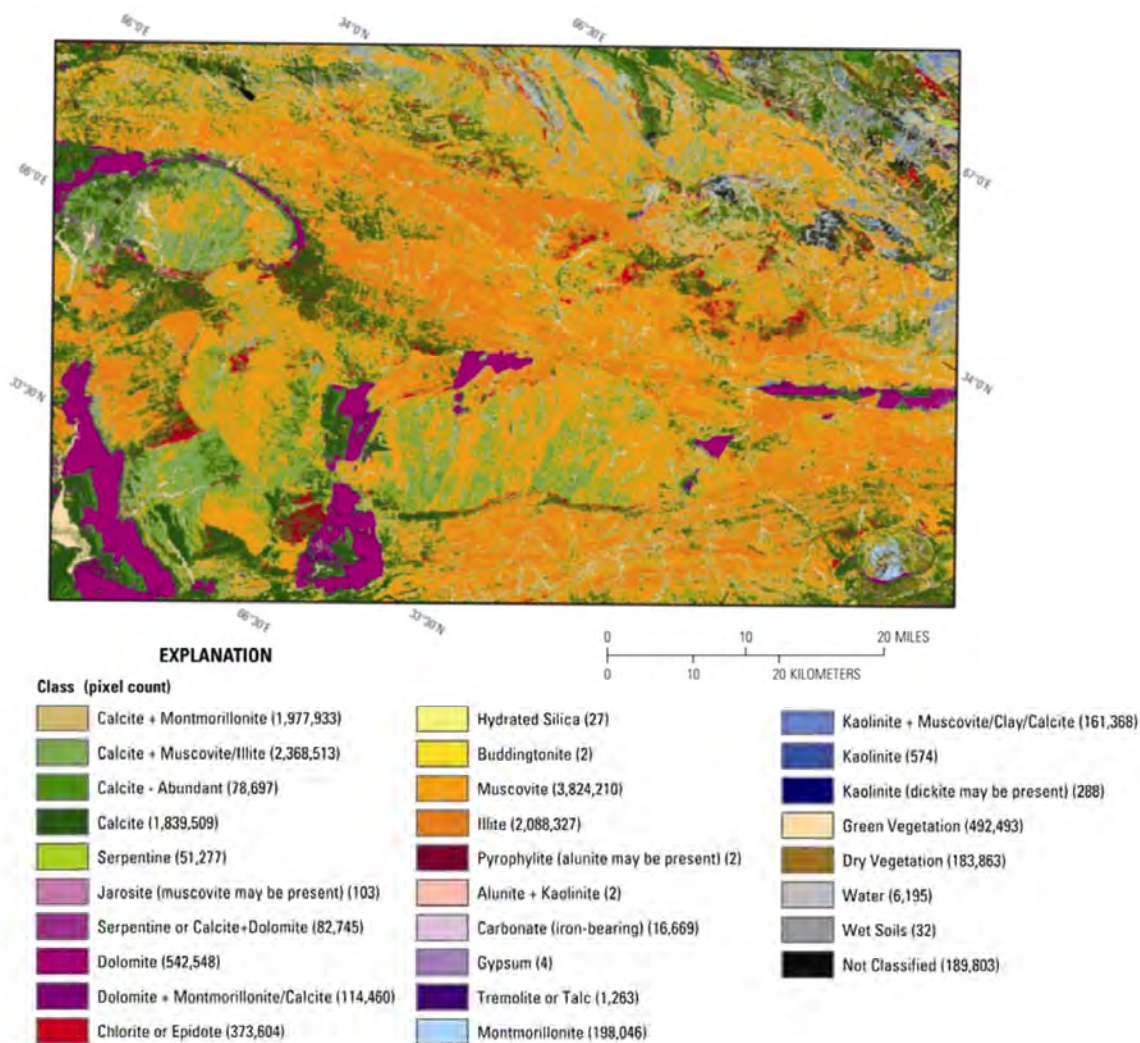 66°0'E
34°0'N
66°30'E
66°0'E
67°0'E
33°30'N
34°0'N
66°30'E
33°30'N
0 10 20 MILES
0 10 20 KILOMETERS
EXPLANATION
Class (pixel count)
Calcite + Montmorillonite (1,977,933)
Calcite + Muscovite/Illite (2,368,513)
Calcite - Abundant (78,697)
Calcite (1,839,509)
Serpentine (51,277)
Jarosite (muscovite may be present) (103)
Serpentine or Calcite+Dolomite (82,745)
Dolomite (542,548)
Dolomite + Montmorillonite/Calcite (114,460)
Chlorite or Epidote (373,604)
Hydrated Silica (27)
Buddingtonite (2)
Muscovite (3,824,210)
Illite (2,088,327)
Pyrophylite (alunite may be present) (2)
Alunite + Kaolinite (2)
Carbonate (iron-bearing) (16,669)
Gypsum (4)
Tremolite or Talc (1,263)
Montmorillonite (198,046)
Kaolinite + Muscovite/Clay/Calcite (161,368)
Kaolinite (574)
Kaolinite (dickite may be present) (288)
Green Vegetation (492,493)
Dry Vegetation (183,863)
Water (6,195)
Wet Soils (32)
Not Classified (189,803)